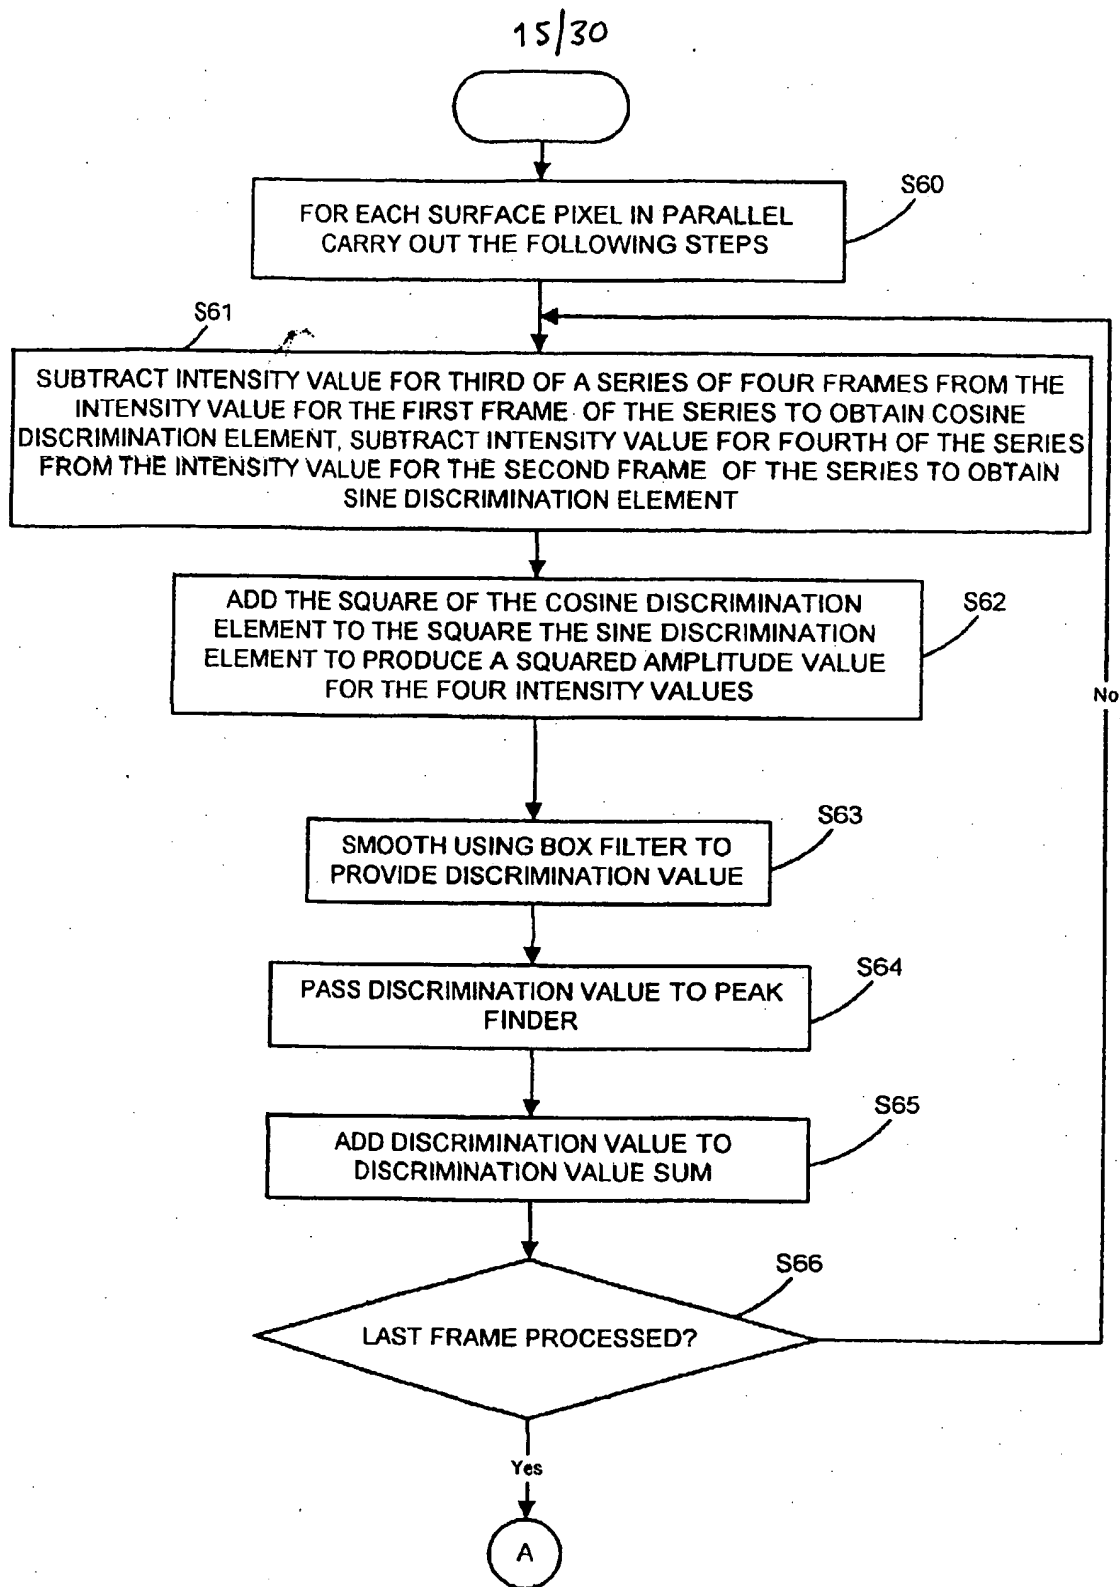 15/30
S60
FOR EACH SURFACE PIXEL IN PARALLEL
CARRY OUT THE FOLLOWING STEPS
S61
SUBTRACT INTENSITY VALUE FOR THIRD OF A SERIES OF FOUR FRAMES FROM THE
INTENSITY VALUE FOR THE FIRST FRAME OF THE SERIES TO OBTAIN COSINE
DISCRIMINATION ELEMENT, SUBTRACT INTENSITY VALUE FOR FOURTH OF THE SERIES
FROM THE INTENSITY VALUE FOR THE SECOND FRAME OF THE SERIES TO OBTAIN
SINE DISCRIMINATION ELEMENT
S62
ADD THE SQUARE OF THE COSINE DISCRIMINATION
ELEMENT TO THE SQUARE THE SINE DISCRIMINATION
ELEMENT TO PRODUCE A SQUARED AMPLITUDE VALUE
FOR THE FOUR INTENSITY VALUES
No
S63
SMOOTH USING BOX FILTER TO
PROVIDE DISCRIMINATION VALUE
S64
PASS DISCRIMINATION VALUE TO PEAK
FINDER
S65
ADD DISCRIMINATION VALUE TO
DISCRIMINATION VALUE SUM
S66
LAST FRAME PROCESSED?
Yes
A